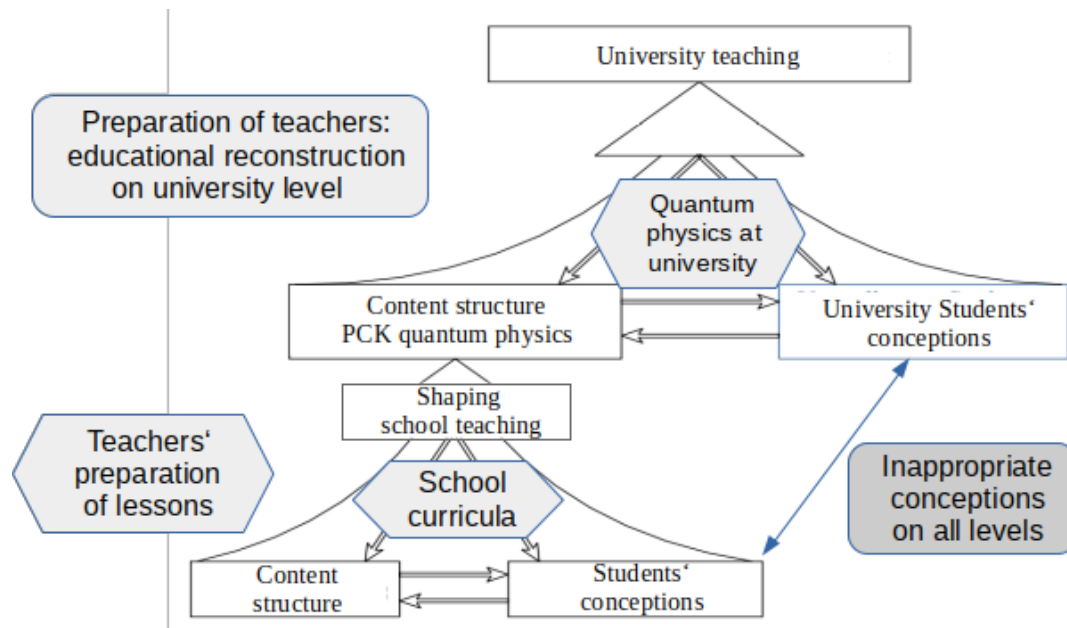 University teaching
Preparation of teachers:
educational reconstruction
on university level
Quantum
physics at
university
Content structure
PCK quantum physics
University Students‘
conceptions
Shaping
school teaching
Teachers‘
preparation
of lessons
School
curricula
Inappropriate
conceptions
on all levels
Content
structure
Students‘
conceptions